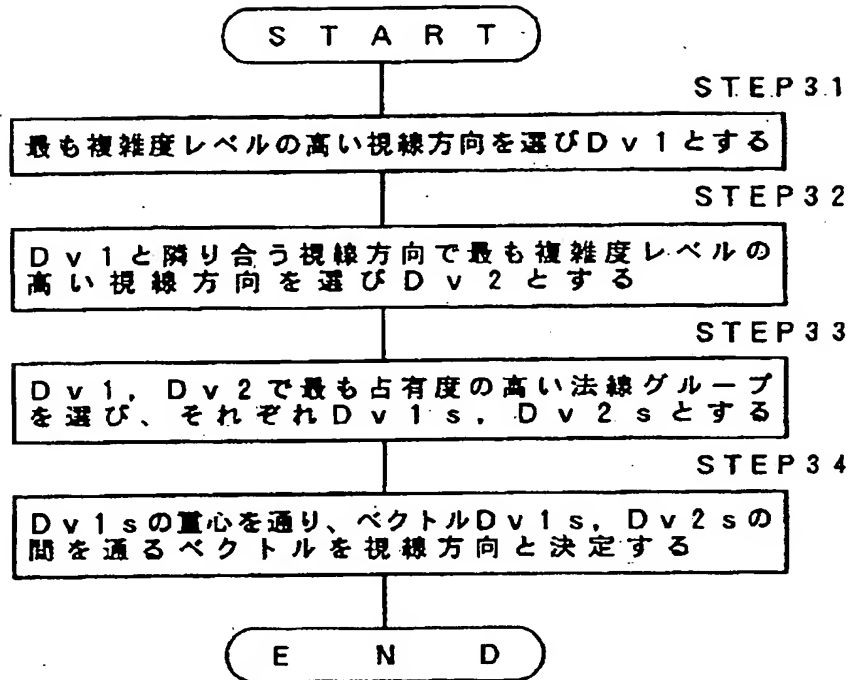 START
STEP31
最も複雑度レベルの高い視線方向を選びDv1とする
STEP32
Dv1と隣り合う視線方向で最も複雑度レベルの
高い視線方向を選びDv2とする
STEP33
Dv1，Dv2で最も占有度の高い法線グループ
を選び、それぞれDv1s，Dv2sとする
STEP34
Dv1sの重心を通り、ベクトルDv1s，Dv2sの
間を通るベクトルを視線方向と決定する
END